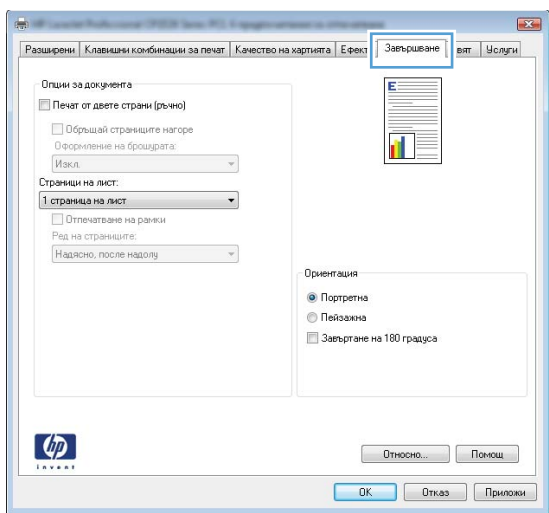 Разширени Клавишни комбинации за печат Качество на хартията Ефект Завършване вят Услуги
Опции за документа
Печат от двете страни (ръчно)
Обръщай страниците нагоре
Оформление на брошурата:
Изкл.
Страници на лист:
1 страница на лист
Отпечатване на рамки
Ред на страниците:
Надясно, после надолу
E
Ориентация
Портретна
Пейзажна
Завъртане на 180 градуса
hp
invent
Относно... Помощ
OK Отказ Приложи